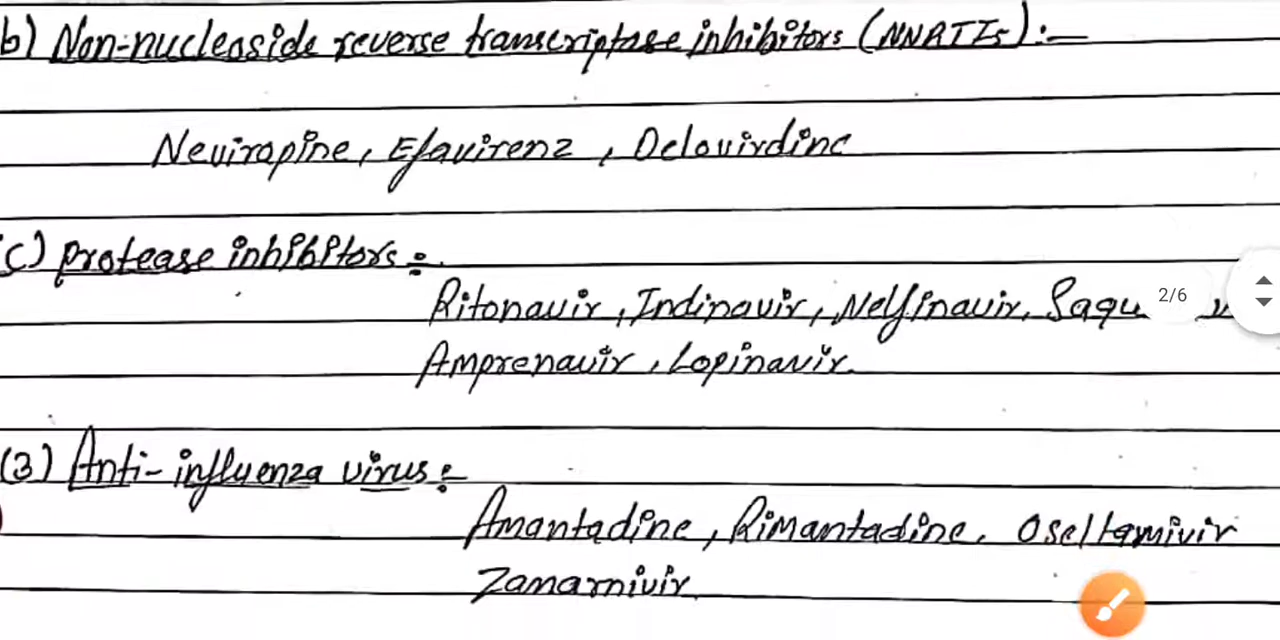 b) Non-nucleoside reverse transcriptase inhibitors (NNRTIs):-
Nevirapine, Efavirenz, Delavirdine
(c) protease inhibitors :-
Ritonavir, Indinavir, Nelfinavir, Saqu 2/6 v
Amprenavir, Lopinavir.
(3) Anti-influenza virus :-
Amantadine, Rimantadine, Oseltamivir
Zamamivir.